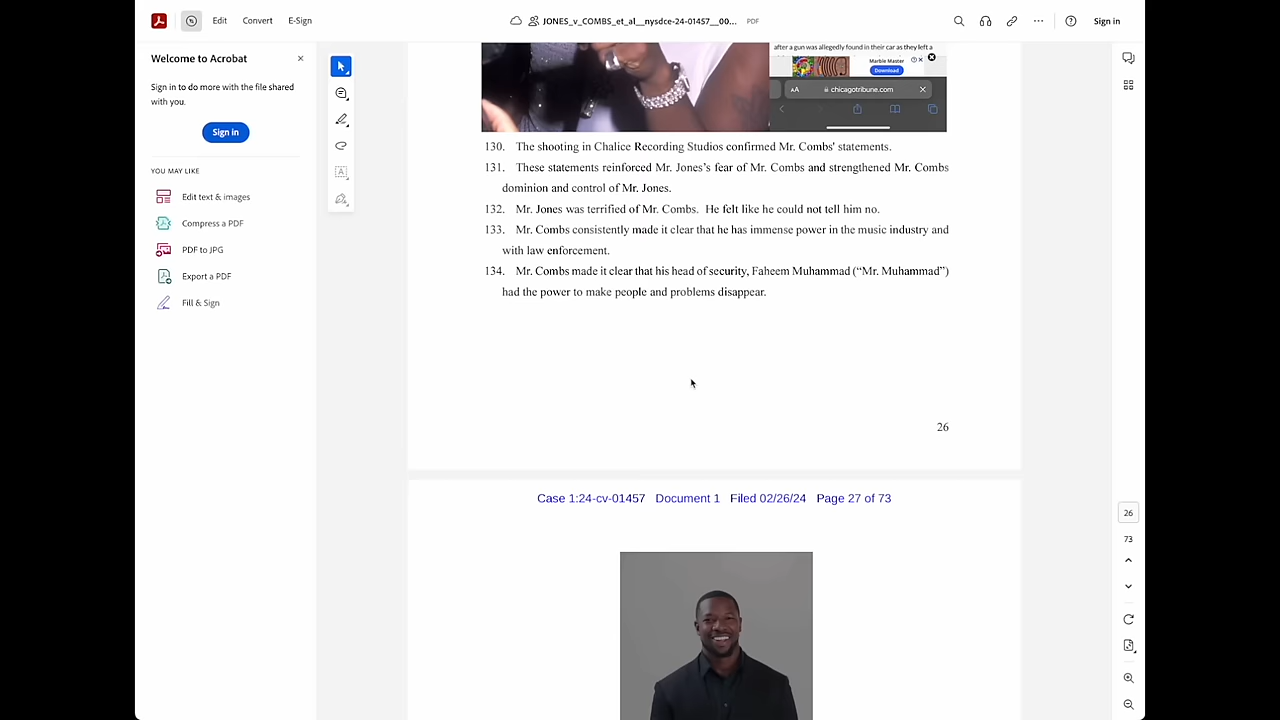 Edit
Convert
E-Sign
JONES_v_COMBS_et_al__nysdce-24-01457__00...
PDF
Sign in
Welcome to Acrobat
Sign in to do more with the file shared
with you.
Sign in
YOU MAY LIKE
Edit text & images
Compress a PDF
PDF to JPG
Export a PDF
Fill & Sign
after a gun was allegedly found in their car as they left a
Marble Master
Download
AA
chicagotribune.com
130. The shooting in Chalice Recording Studios confirmed Mr. Combs' statements.
131. These statements reinforced Mr. Jones's fear of Mr. Combs and strengthened Mr. Combs
dominion and control of Mr. Jones.
132. Mr. Jones was terrified of Mr. Combs. He felt like he could not tell him no.
133. Mr. Combs consistently made it clear that he has immense power in the music industry and
with law enforcement.
134. Mr. Combs made it clear that his head of security, Faheem Muhammad (“Mr. Muhammad”)
had the power to make people and problems disappear.
26
Case 1:24-cv-01457 Document 1 Filed 02/26/24 Page 27 of 73
26
73